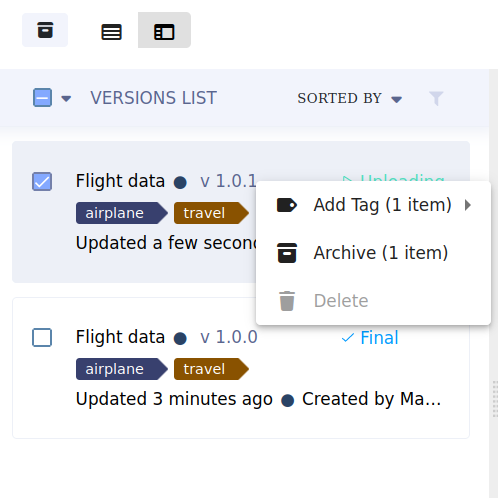 VERSIONS LIST
SORTED BY
Flight data ● v 1.0.1
Uploading
airplane travel
Updated a few secon
Add Tag (1 item)
Archive (1 item)
Delete
Flight data ● v 1.0.0
Final
airplane travel
Updated 3 minutes ago ● Created by Ma...